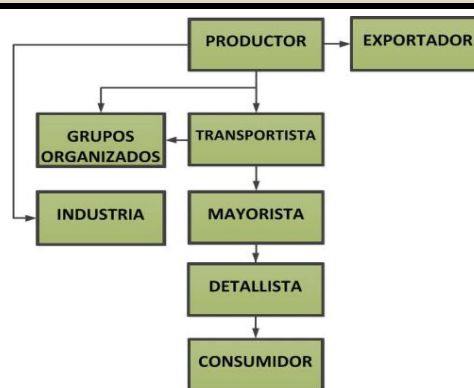 PRODUCTOR
EXPORTADOR
GRUPOS
ORGANIZADOS
TRANSPORTISTA
INDUSTRIA
MAYORISTA
DETALLISTA
CONSUMIDOR